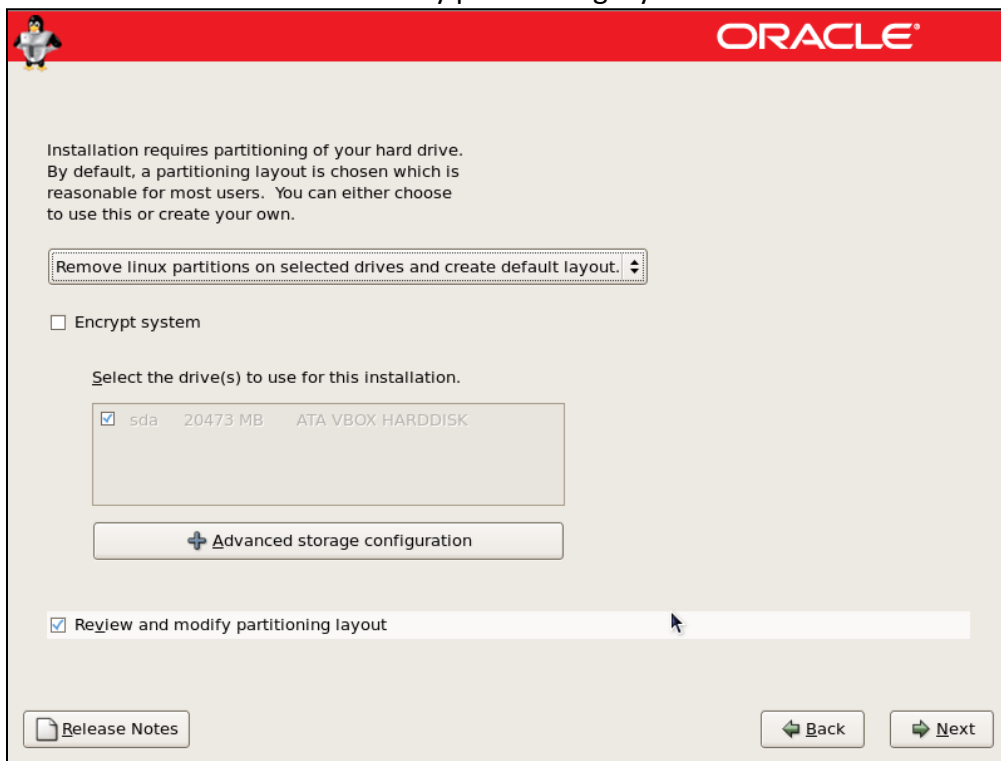 ORACLE
Installation requires partitioning of your hard drive.
By default, a partitioning layout is chosen which is
reasonable for most users.  You can either choose
to use this or create your own.
Remove linux partitions on selected drives and create default layout.
Encrypt system
Select the drive(s) to use for this installation.
sda 20473 MB ATA VBOX HARDDISK
Advanced storage configuration
Review and modify partitioning layout
Release Notes
Back
Next